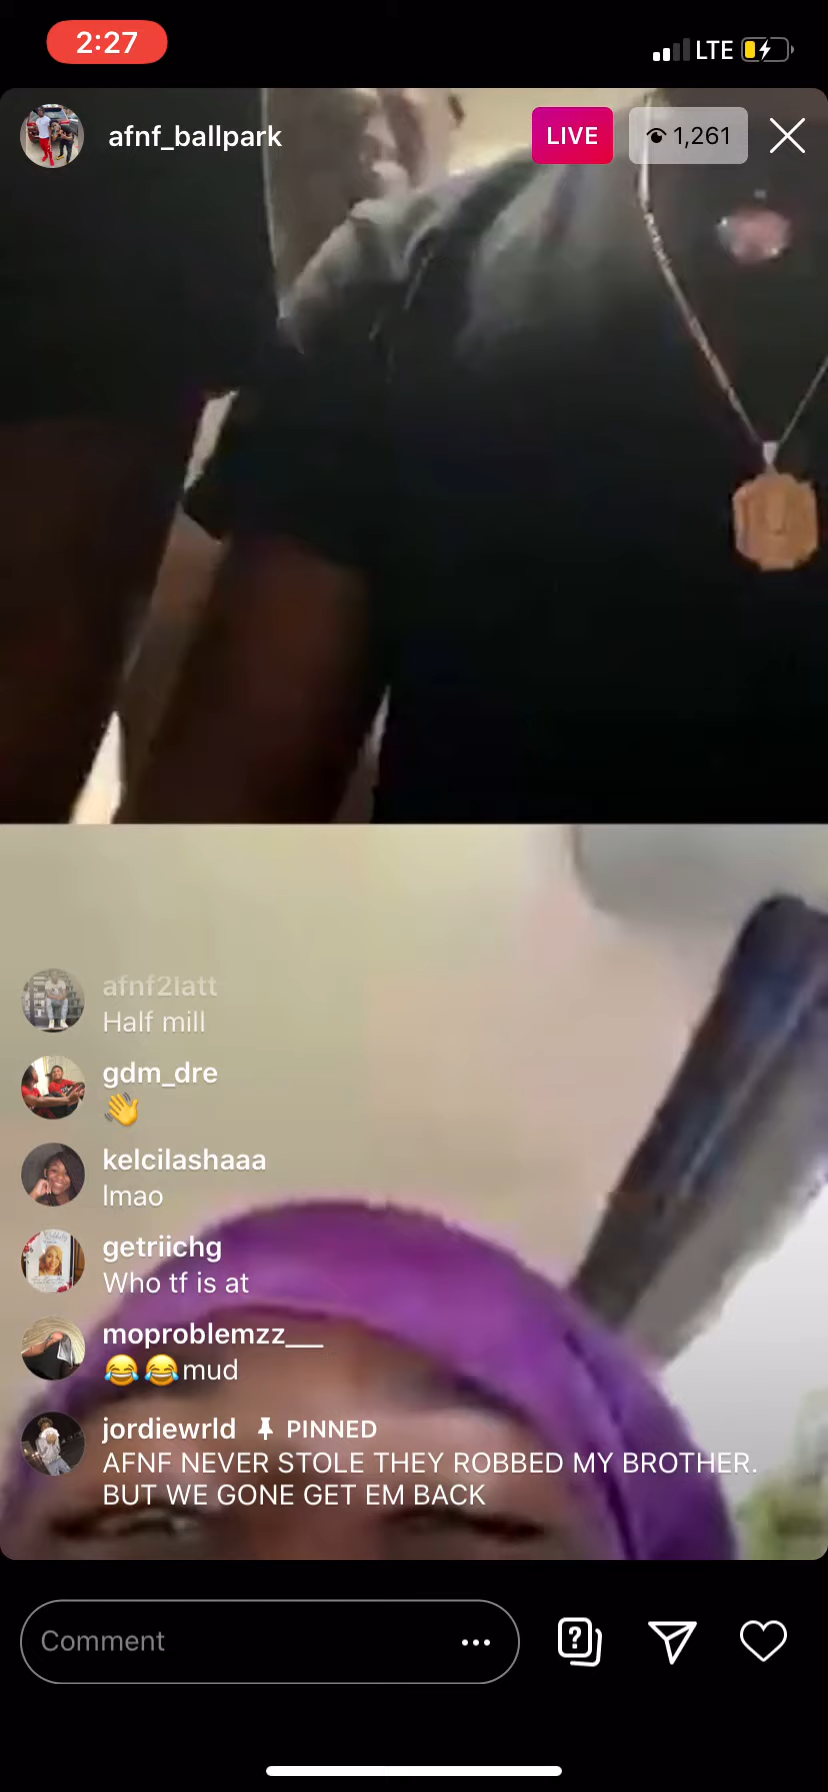 2:27
LTE
afnf_ballpark
LIVE
1,261
afnf2latt
Half mill
gdm_dre
👋
kelcilashaaa
lmao
getriichg
Who tf is at
moproblemzz___
😂😂mud
jordiewrld PINNED
AFNF NEVER STOLE THEY ROBBED MY BROTHER.
BUT WE GONE GET EM BACK
Comment